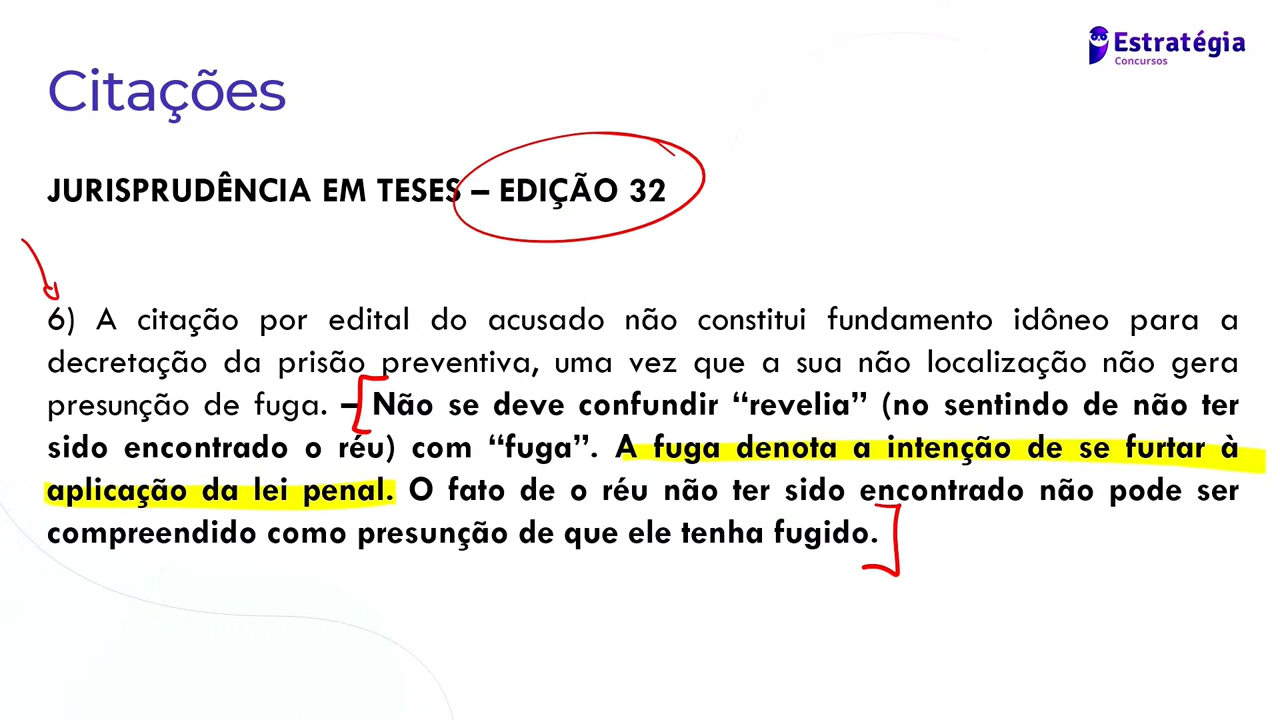 Estratégia
Concursos
Citações
JURISPRUDÊNCIA EM TESES – EDIÇÃO 32
6) A citação por edital do acusado não constitui fundamento idôneo para a
decretação da prisão preventiva, uma vez que a sua não localização não gera
presunção de fuga. – Não se deve confundir “revelia” (no sentido de não ter
sido encontrado o réu) com “fuga”. A fuga denota a intenção de se furtar à
aplicação da lei penal. O fato de o réu não ter sido encontrado não pode ser
compreendido como presunção de que ele tenha fugido.